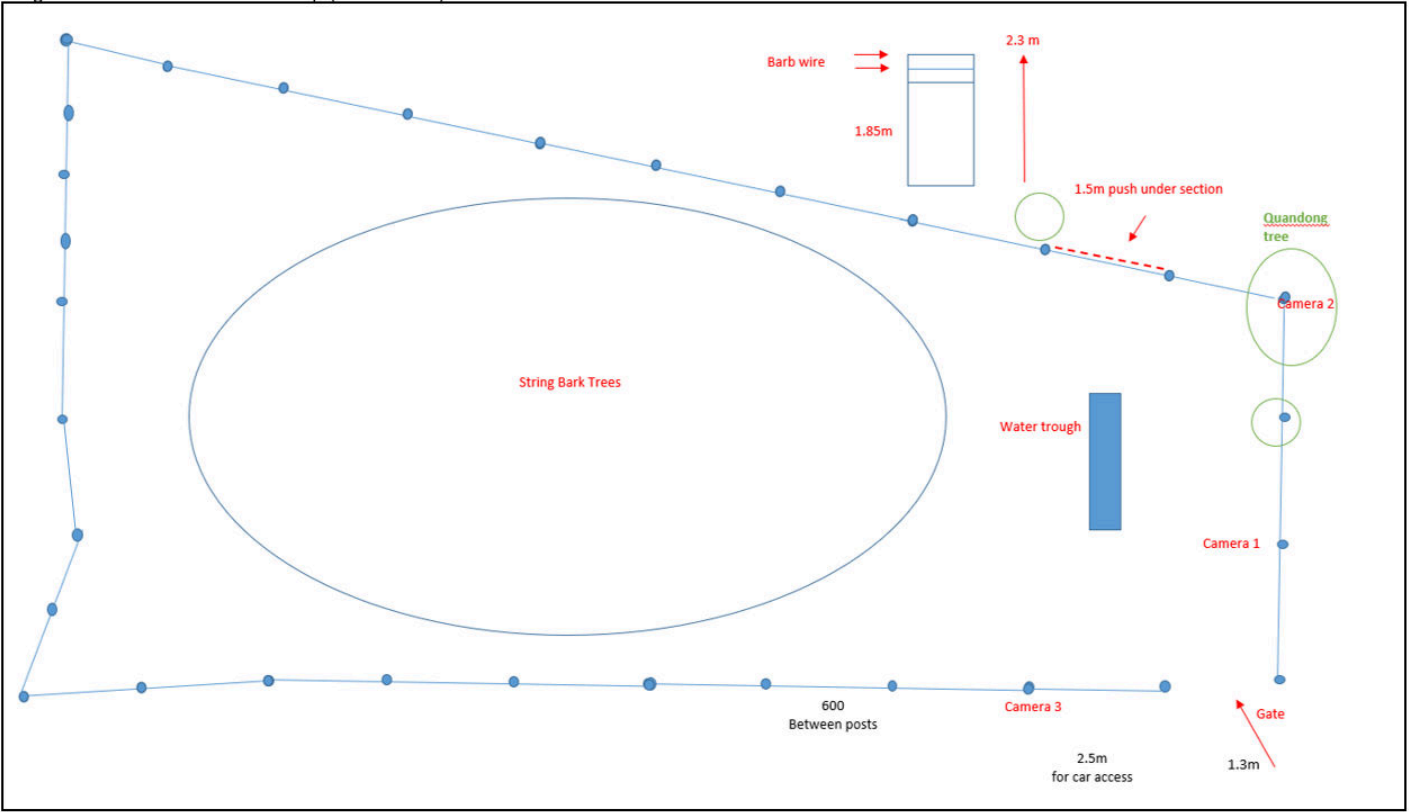 2.3 m
Barb wire
1.85m
1.5m push under section
Quandong
tree
Camera 2
String Bark Trees
Water trough
Camera 1
600
Between posts
Camera 3
Gate
2.5m
for car access
1.3m